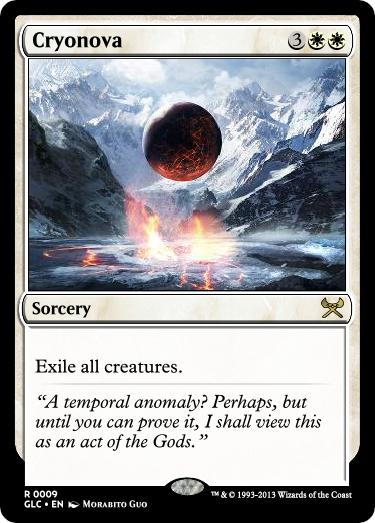 Cryonova 3
Sorcery
Exile all creatures.
“A temporal anomaly? Perhaps, but
until you can prove it, I shall view this
as an act of the Gods.”
R 0009
GLC • EN Morabito Guo
™ & © 1993-2013 Wizards of the Coast